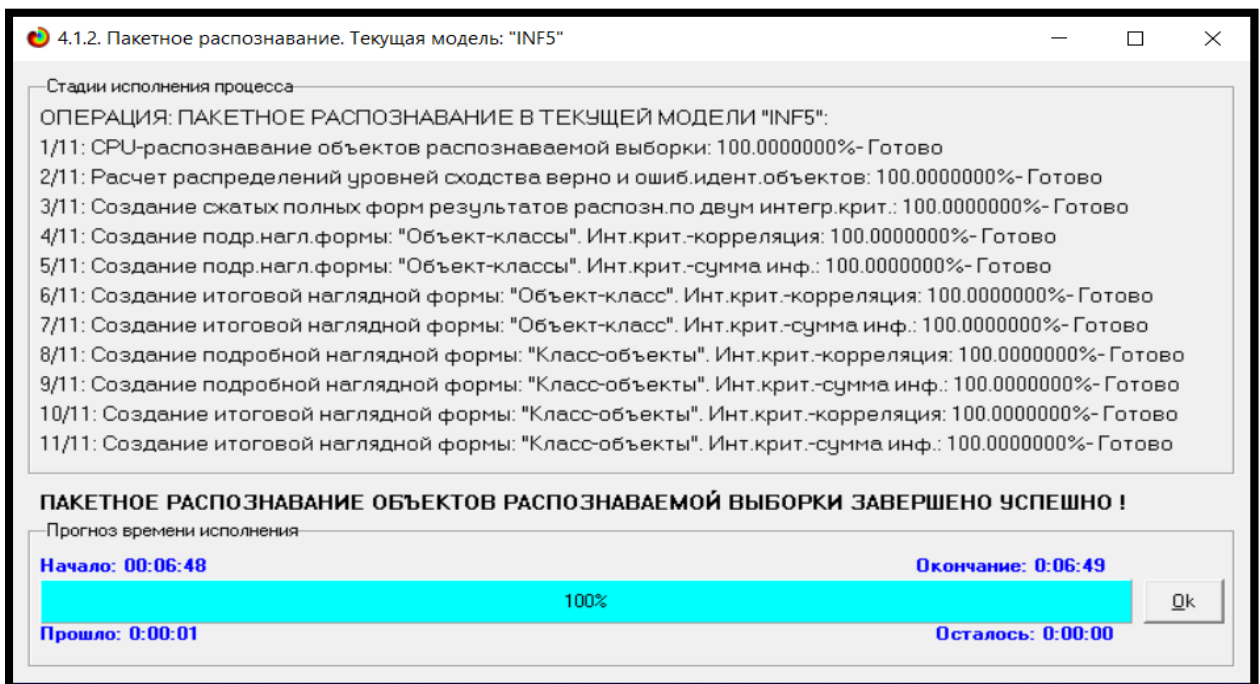 4.1.2. Пакетное распознавание. Текущая модель: "INF5"
Стадии исполнения процесса
ОПЕРАЦИЯ: ПАКЕТНОЕ РАСПОЗНАВАНИЕ В ТЕКУЩЕЙ МОДЕЛИ "INF5":
1/11: CPU-распознавание объектов распознаваемой выборки: 100.0000000%- Готово
2/11: Расчет распределений уровней сходства верно и ошиб.идент.объектов: 100.0000000%- Готово
3/11: Создание сжатых полных форм результатов распозн.по двум интегр.крит.: 100.0000000%- Готово
4/11: Создание подр.нагл.формы: "Объект-классы". Инт.крит.-корреляция: 100.0000000%- Готово
5/11: Создание подр.нагл.формы: "Объект-классы". Инт.крит.-сумма инф.: 100.0000000%- Готово
6/11: Создание итоговой наглядной формы: "Объект-класс". Инт.крит.-корреляция: 100.0000000%- Готово
7/11: Создание итоговой наглядной формы: "Объект-класс". Инт.крит.-сумма инф.: 100.0000000%- Готово
8/11: Создание подробной наглядной формы: "Класс-объекты". Инт.крит.-корреляция: 100.0000000%- Готово
9/11: Создание подробной наглядной формы: "Класс-объекты". Инт.крит.-сумма инф.: 100.0000000%- Готово
10/11: Создание итоговой наглядной формы: "Класс-объекты". Инт.крит.-корреляция: 100.0000000%- Готово
11/11: Создание итоговой наглядной формы: "Класс-объекты". Инт.крит.-сумма инф.: 100.0000000%- Готово
ПАКЕТНОЕ РАСПОЗНАВАНИЕ ОБЪЕКТОВ РАСПОЗНАВАЕМОЙ ВЫБОРКИ ЗАВЕРШЕНО УСПЕШНО !
Прогноз времени исполнения
Начало: 00:06:48 Окончание: 0:06:49
100% Ok
Прошло: 0:00:01 Осталось: 0:00:00